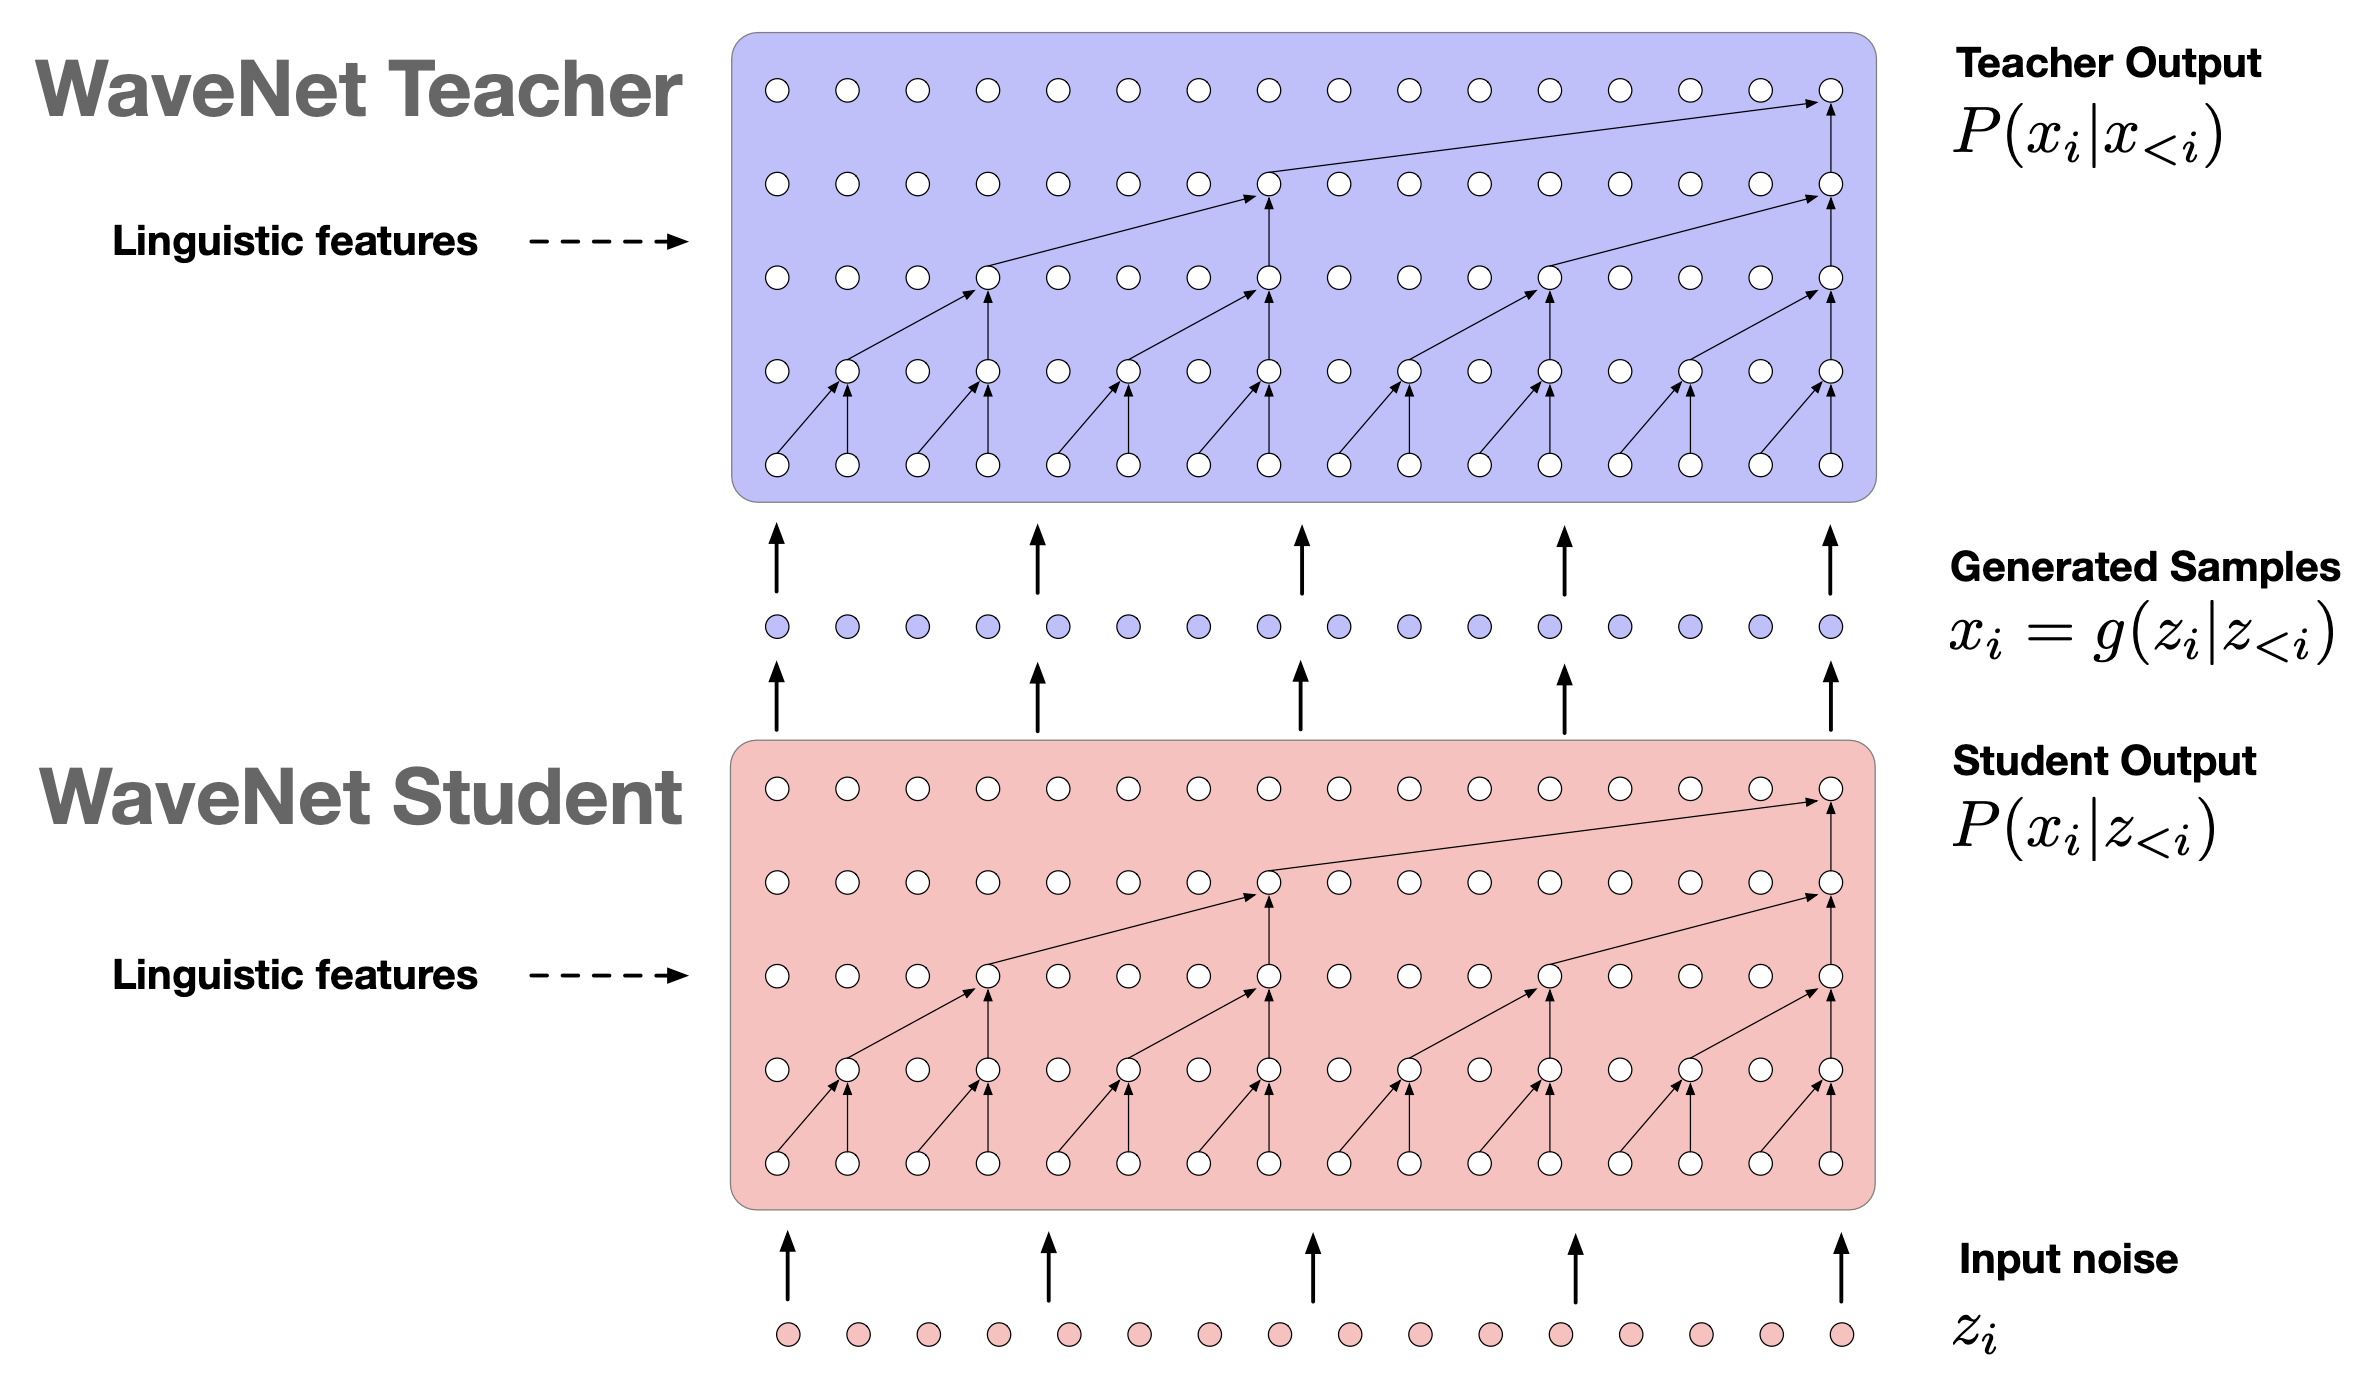 WaveNet Teacher
Teacher Output
P(x_i|x_{<i})
Linguistic features
Generated Samples
x_i = g(z_i|z_{<i})
WaveNet Student
Student Output
P(x_i|z_{<i})
Linguistic features
Input noise
z_i